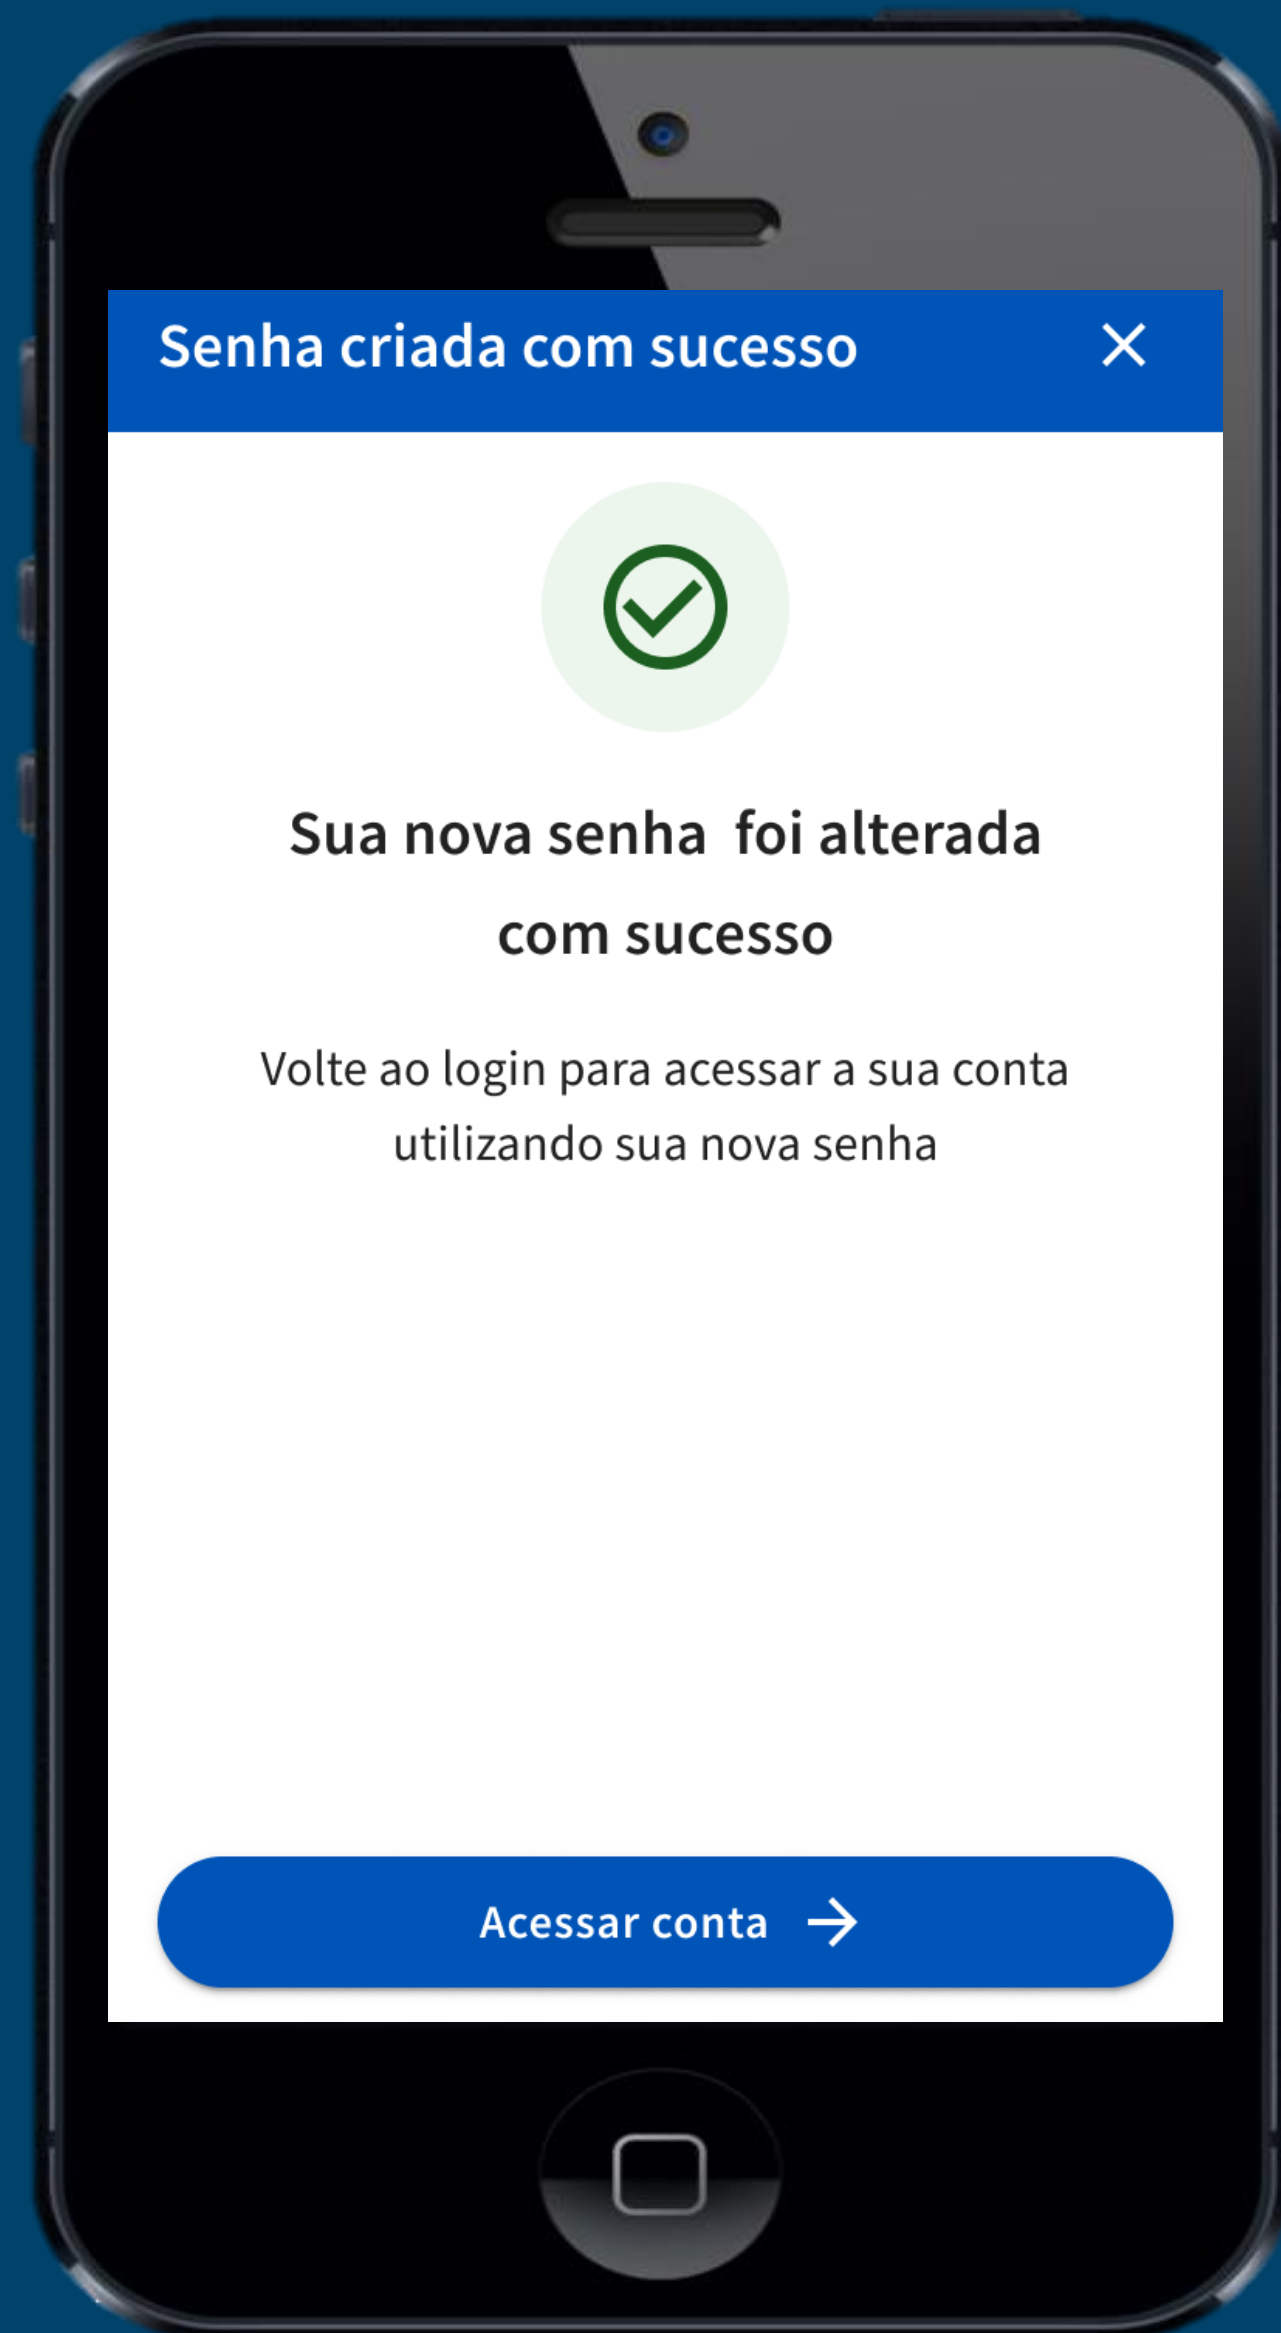 Senha criada com sucesso
Sua nova senha  foi alterada
com sucesso
Volte ao login para acessar a sua conta
utilizando sua nova senha
Acessar conta